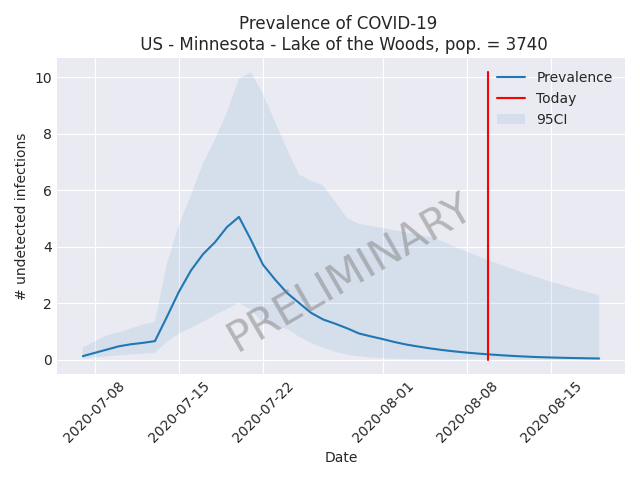 Prevalence of COVID-19
US - Minnesota - Lake of the Woods, pop. = 3740
10
8
6
4
2
0
# undetected infections
Prevalence
Today
95CI
PRELIMINARY
2020-07-08
2020-07-15
2020-07-22
2020-08-01
2020-08-08
2020-08-15
Date